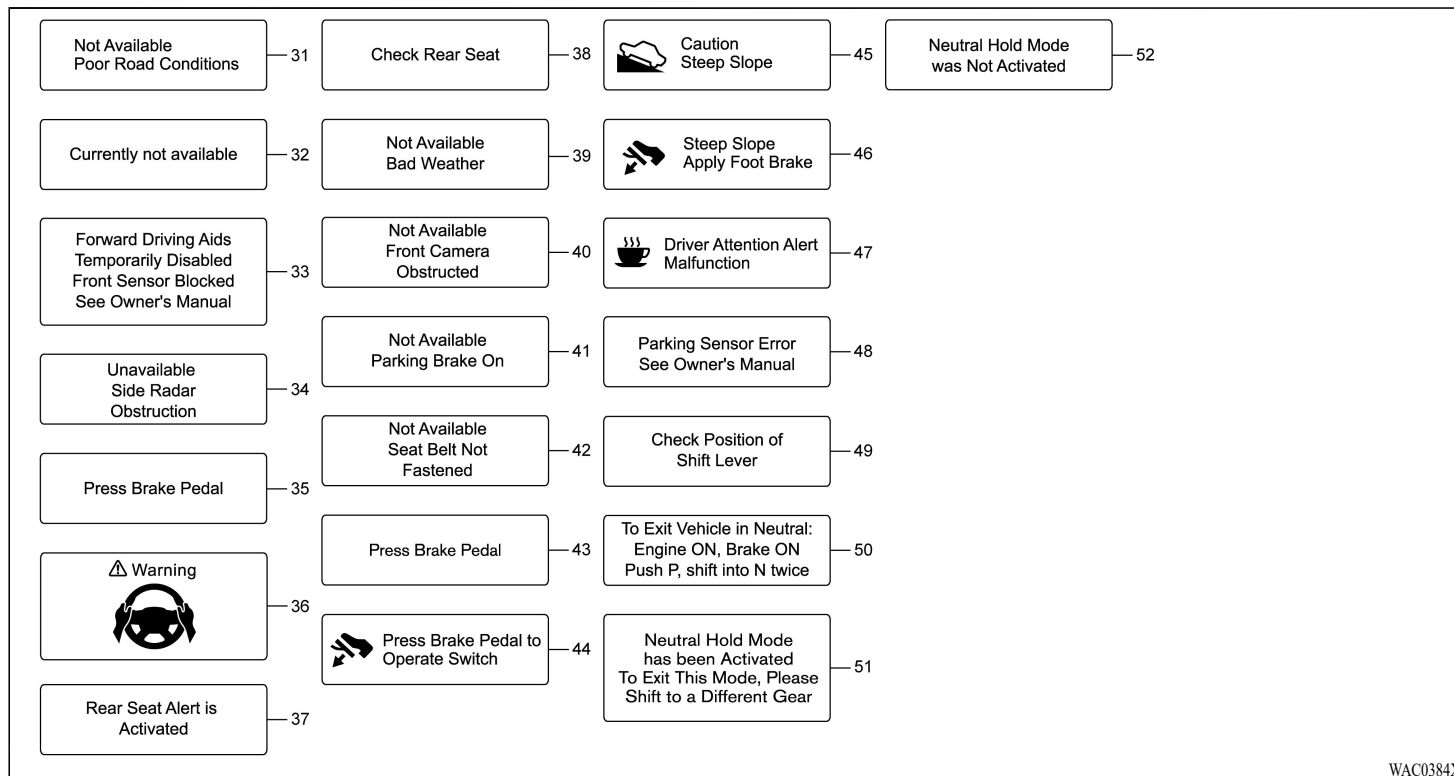 Not Available
Poor Road Conditions
31
Currently not available
32
Forward Driving Aids
Temporarily Disabled
Front Sensor Blocked
See Owner's Manual
33
Unavailable
Side Radar
Obstruction
34
Press Brake Pedal
35
Warning
36
Rear Seat Alert is
Activated
37
Check Rear Seat
38
Not Available
Bad Weather
39
Not Available
Front Camera
Obstructed
40
Not Available
Parking Brake On
41
Not Available
Seat Belt Not
Fastened
42
Press Brake Pedal
43
Press Brake Pedal to
Operate Switch
44
Caution
Steep Slope
45
Steep Slope
Apply Foot Brake
46
Driver Attention Alert
Malfunction
47
Parking Sensor Error
See Owner's Manual
48
Check Position of
Shift Lever
49
To Exit Vehicle in Neutral:
Engine ON, Brake ON
Push P, shift into N twice
50
Neutral Hold Mode
has been Activated
To Exit This Mode, Please
Shift to a Different Gear
51
Neutral Hold Mode
was Not Activated
52
WAC0384X